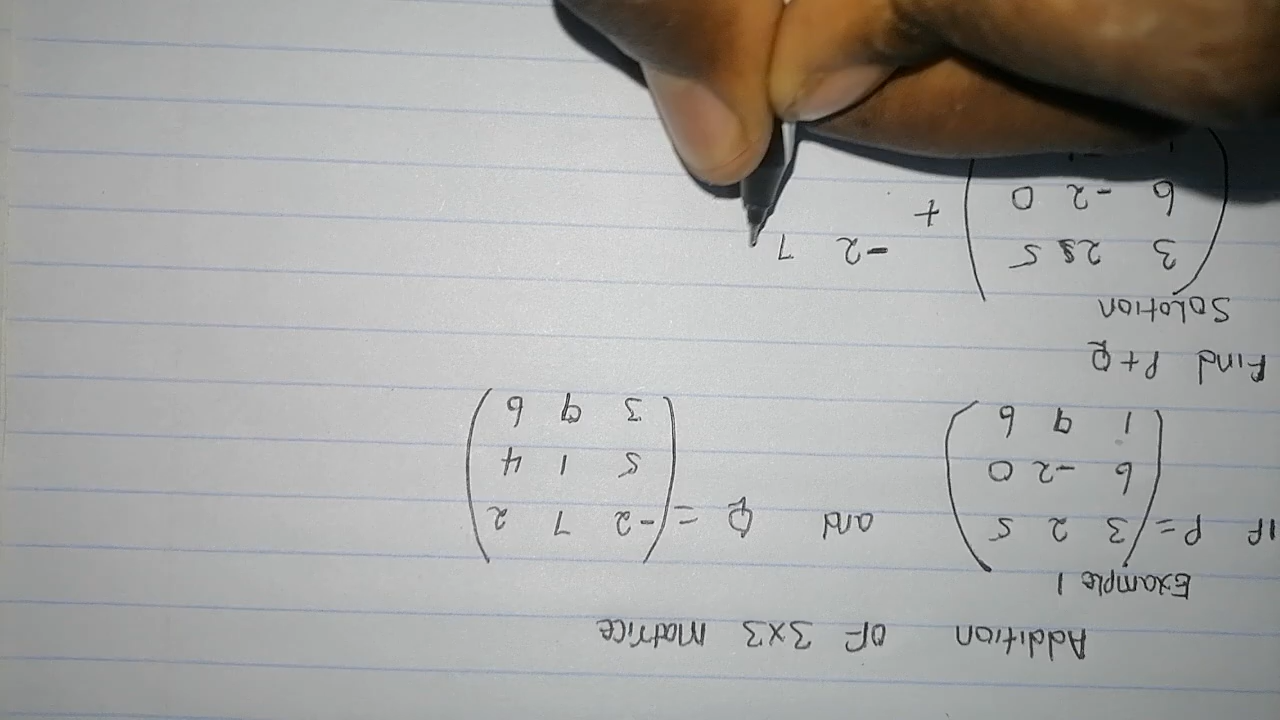 Addition OF 3x3 matrice
Example 1
IF P = (3 2 5 and Q = (-2 7 2
6 -2 0 5 1 4
1 9 6) 3 9 6)
Find P+Q
Solotion
(3 2 5) -2 7
6 -2 0 +